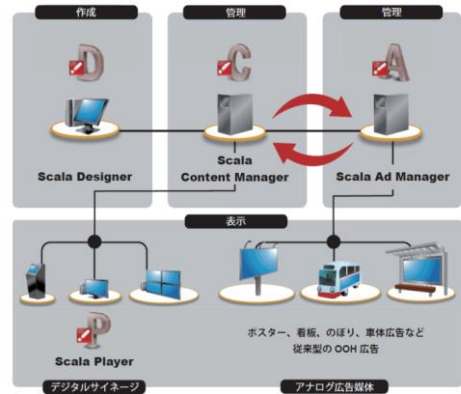 作成
管理
管理
D
C
A
Scala Designer
Scala
Content Manager
Scala Ad Manager
表示
P
Scala Player
ポスター、看板、のぼり、車体広告など
従来型の OOH 広告
デジタルサイネージ
アナログ広告媒体